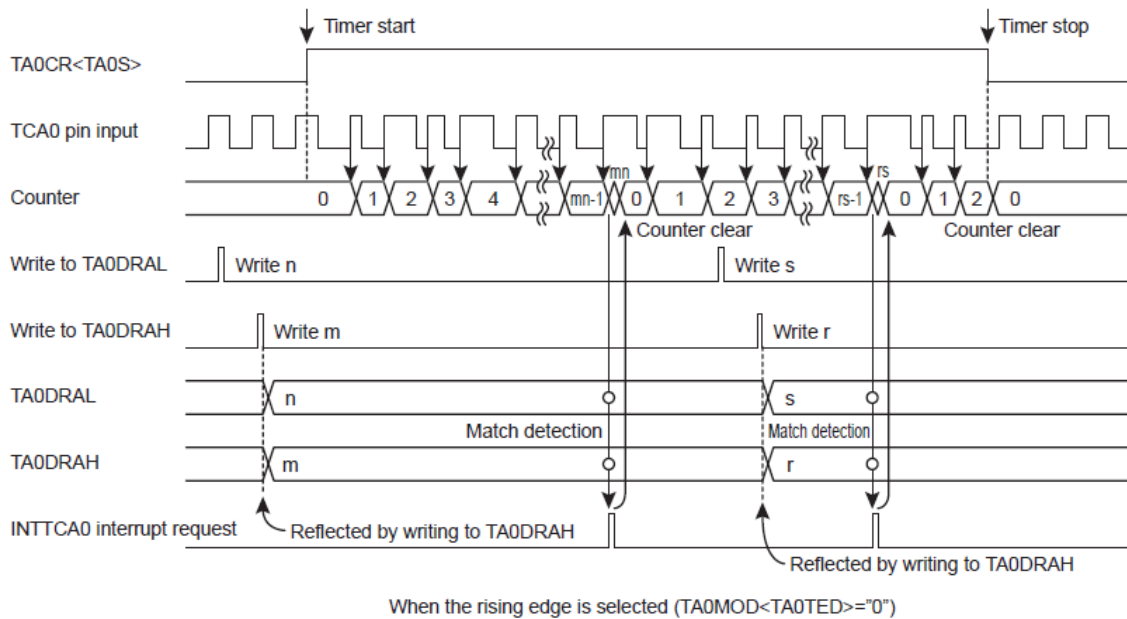 Timer start
Timer stop
TA0CR<TA0S>
TCA0 pin input
mn
rs
Counter
0 1 2 3 4 mn-1 0 1 2 3 rs-1 0 1 2 0
Counter clear
Counter clear
Write to TA0DRAL
Write n
Write s
Write to TA0DRAH
Write m
Write r
TA0DRAL
n
s
Match detection
Match detection
TA0DRAH
m
r
INTTCA0 interrupt request
Reflected by writing to TA0DRAH
Reflected by writing to TA0DRAH
When the rising edge is selected (TA0MOD<TA0TED>="0")